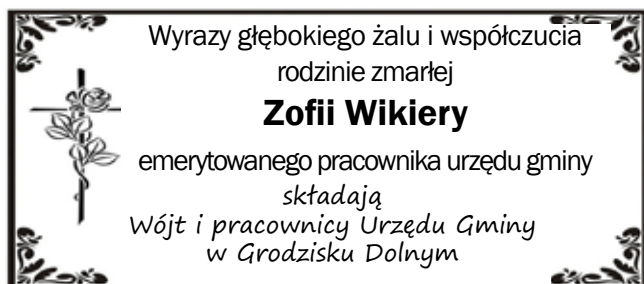 Wyrazy głębokiego żalu i współczucia
rodzinie zmarłej
Zofii Wikiery
emerytowanego pracownika urzędu gminy
składają
Wójt i pracownicy Urzędu Gminy
w Grodzisku Dolnym